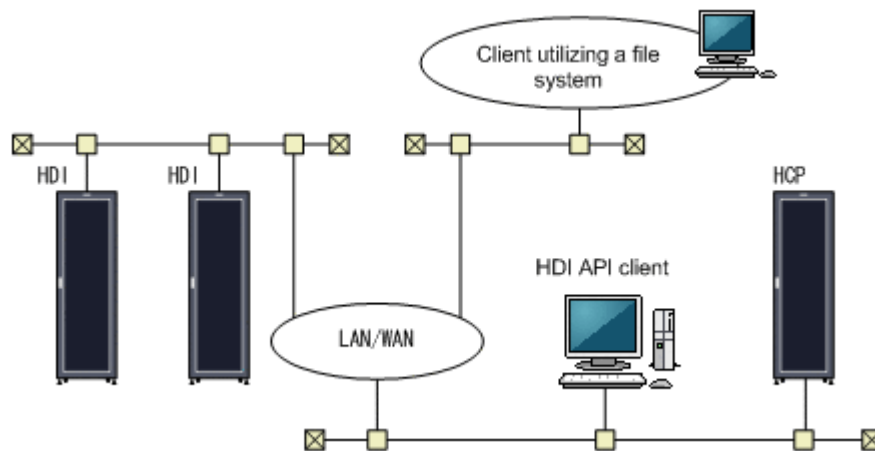 Client utilizing a file
system
HDI
HDI
HCP
HDI API client
LAN/WAN